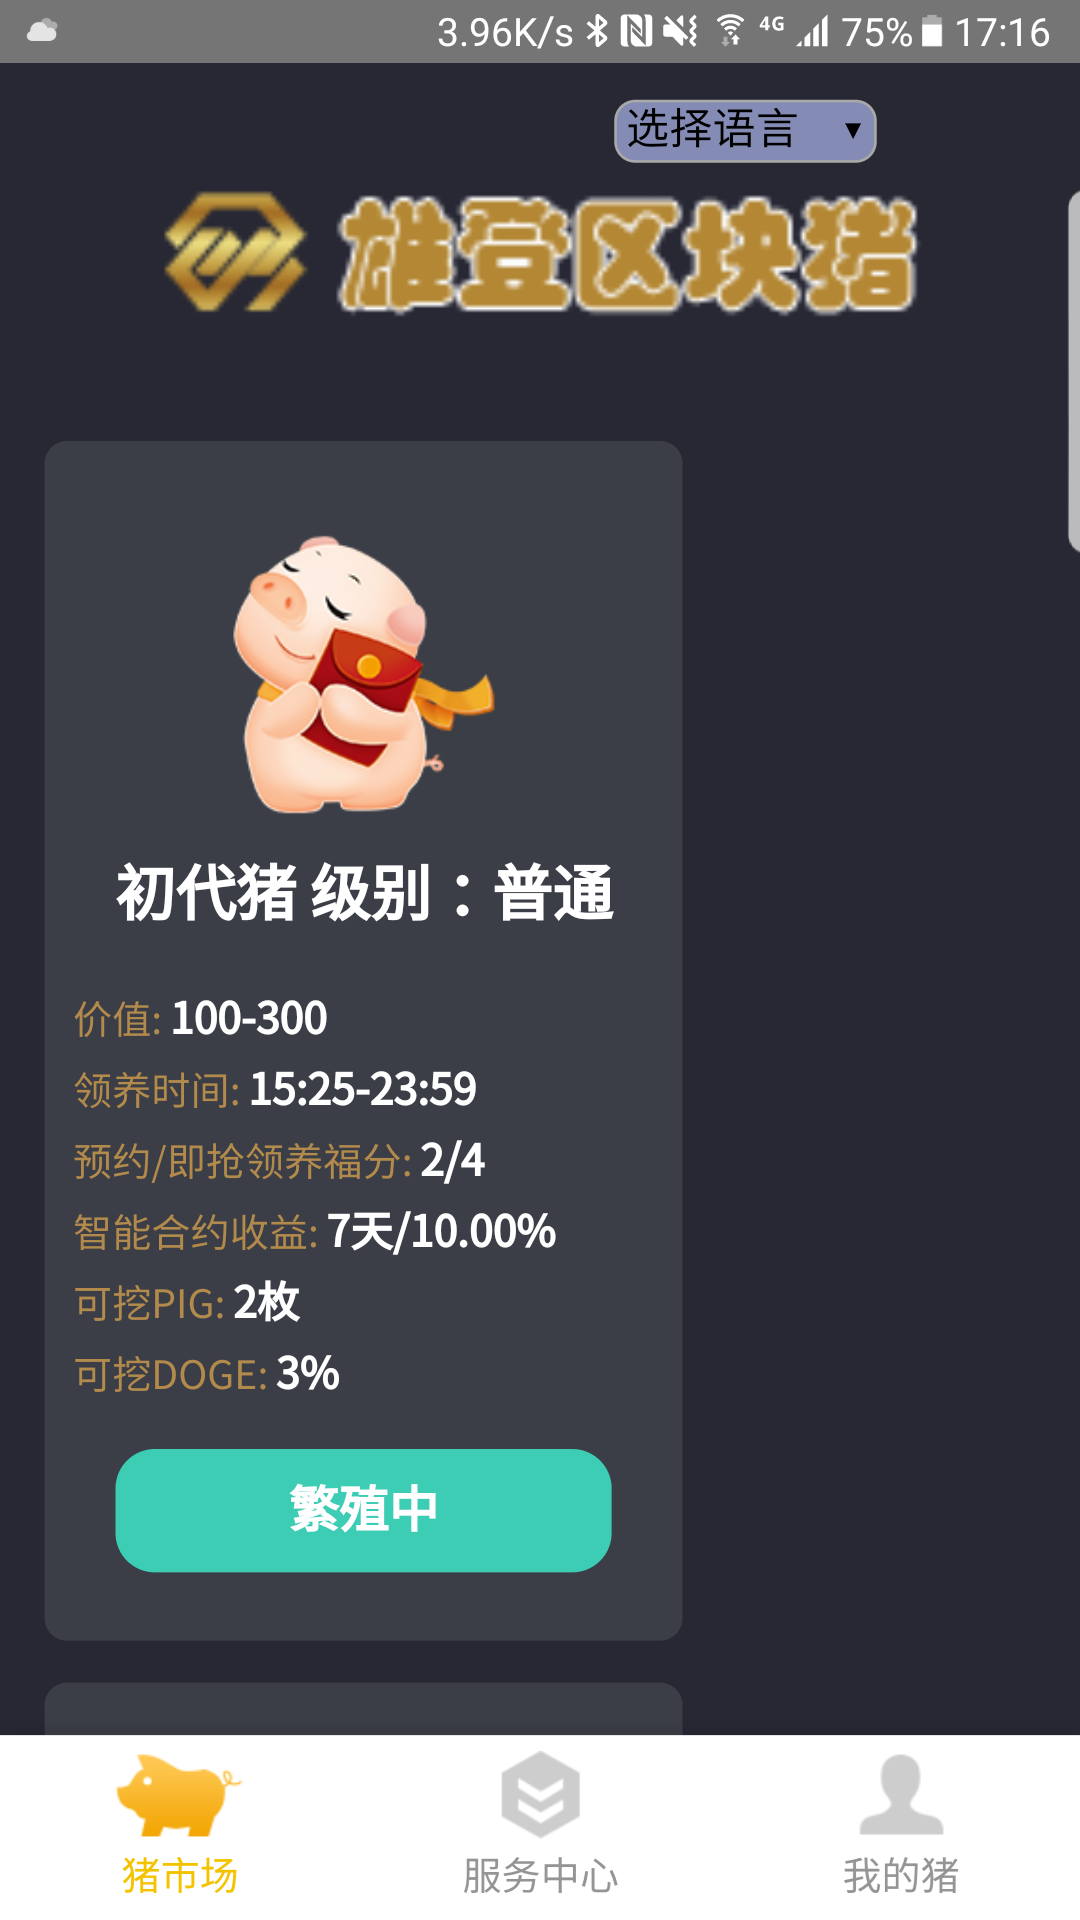 3.96K/s 4G 75% 17:16
选择语言 ▼
雄登区块猪
初代猪 级别：普通
价值: 100-300
领养时间: 15:25-23:59
预约/即抢领养福分: 2/4
智能合约收益: 7天/10.00%
可挖PIG: 2枚
可挖DOGE: 3%
繁殖中
猪市场 服务中心 我的猪